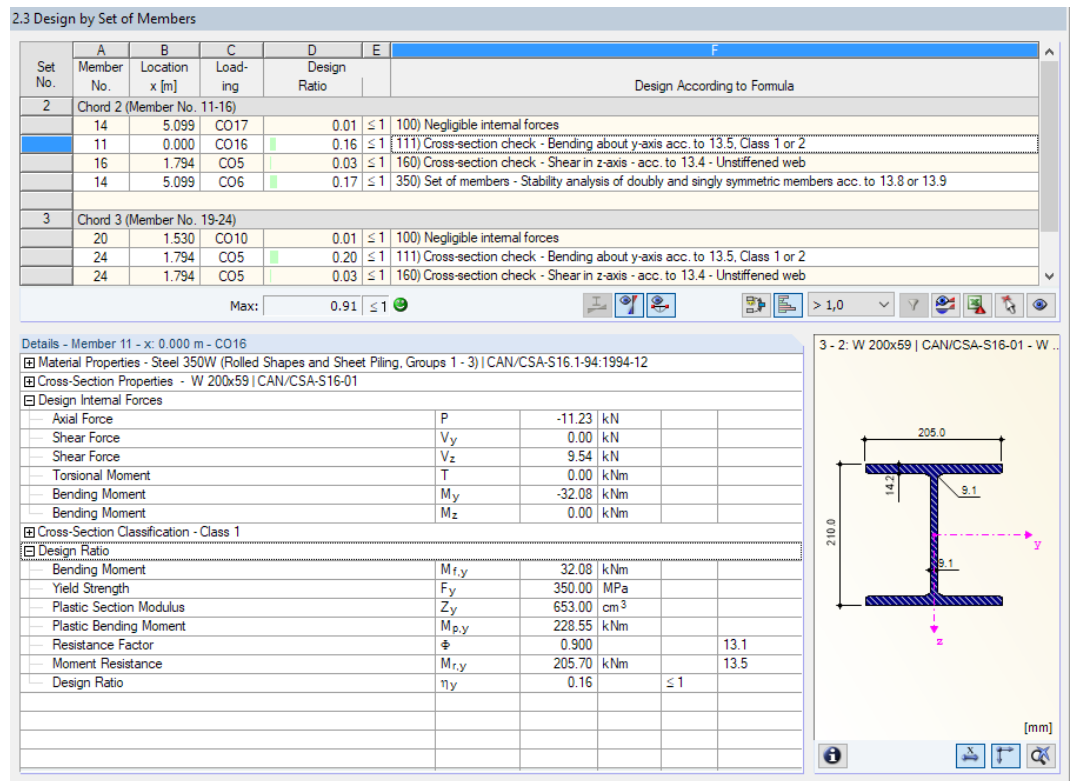 2.3 Design by Set of Members
A B C D E F
Set Member Location Load- Design
No. No. x [m] ing Ratio Design According to Formula
2 Chord 2 (Member No. 11-16)
14 5.099 CO17 0.01 ≤ 1 100) Negligible internal forces
11 0.000 CO16 0.16 ≤ 1 111) Cross-section check - Bending about y-axis acc. to 13.5, Class 1 or 2
16 1.794 CO5 0.03 ≤ 1 160) Cross-section check - Shear in z-axis - acc. to 13.4 - Unstiffened web
14 5.099 CO6 0.17 ≤ 1 350) Set of members - Stability analysis of doubly and singly symmetric members acc. to 13.8 or 13.9
3 Chord 3 (Member No. 19-24)
20 1.530 CO10 0.01 ≤ 1 100) Negligible internal forces
24 1.794 CO5 0.20 ≤ 1 111) Cross-section check - Bending about y-axis acc. to 13.5, Class 1 or 2
24 1.794 CO5 0.03 ≤ 1 160) Cross-section check - Shear in z-axis - acc. to 13.4 - Unstiffened web
Max: 0.91 ≤ 1 > 1,0
Details - Member 11 - x: 0.000 m - CO16
Material Properties - Steel 350W (Rolled Shapes and Sheet Piling, Groups 1 - 3) | CAN/CSA-S16.1-94:1994-12
Cross-Section Properties - W 200x59 | CAN/CSA-S16-01
Design Internal Forces
Axial Force P -11.23 kN
Shear Force Vy 0.00 kN
Shear Force Vz 9.54 kN
Torsional Moment T 0.00 kNm
Bending Moment My -32.08 kNm
Bending Moment Mz 0.00 kNm
Cross-Section Classification - Class 1
Design Ratio
Bending Moment Mf,y 32.08 kNm
Yield Strength Fy 350.00 MPa
Plastic Section Modulus Zy 653.00 cm³
Plastic Bending Moment Mp,y 228.55 kNm
Resistance Factor Φ 0.900 13.1
Moment Resistance Mr,y 205.70 kNm 13.5
Design Ratio ηy 0.16 ≤ 1
3 - 2: W 200x59 | CAN/CSA-S16-01 - W ..
205.0
14.2
9.1
210.0
y
9.1
z
[mm]